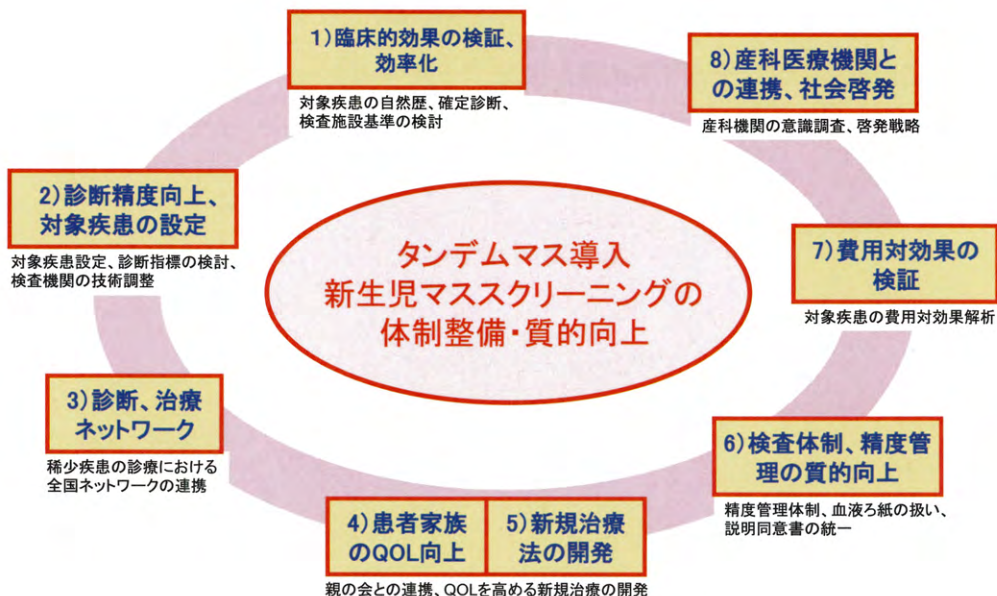 1)臨床的効果の検証、
効率化
対象疾患の自然歴、確定診断、
検査施設基準の検討
8)産科医療機関と
の連携、社会啓発
産科機関の意識調査、啓発戦略
2)診断精度向上、
対象疾患の設定
対象疾患設定、診断指標の検討、
検査機関の技術調整
タンデムマス導入
新生児マススクリーニングの
体制整備・質的向上
7)費用対効果の
検証
対象疾患の費用対効果解析
3)診断、治療
ネットワーク
稀少疾患の診療における
全国ネットワークの連携
6)検査体制、精度管
理の質的向上
精度管理体制、血液ろ紙の扱い、
説明同意書の統一
4)患者家族
のQOL向上
5)新規治療
法の開発
親の会との連携、QOLを高める新規治療の開発